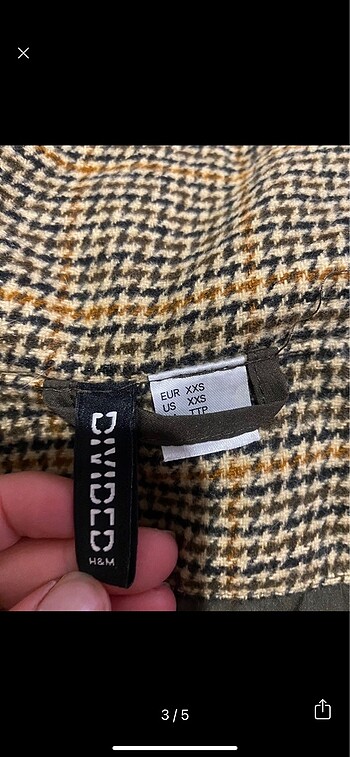 EUR XXS
US XXS
TTP
DIVIDED
H&M
3/5